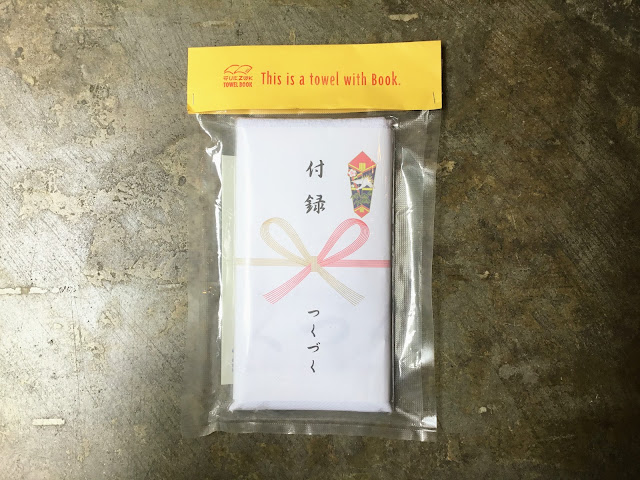 TOWEL BOOK
This is a towel with Book.
付録
つくづく